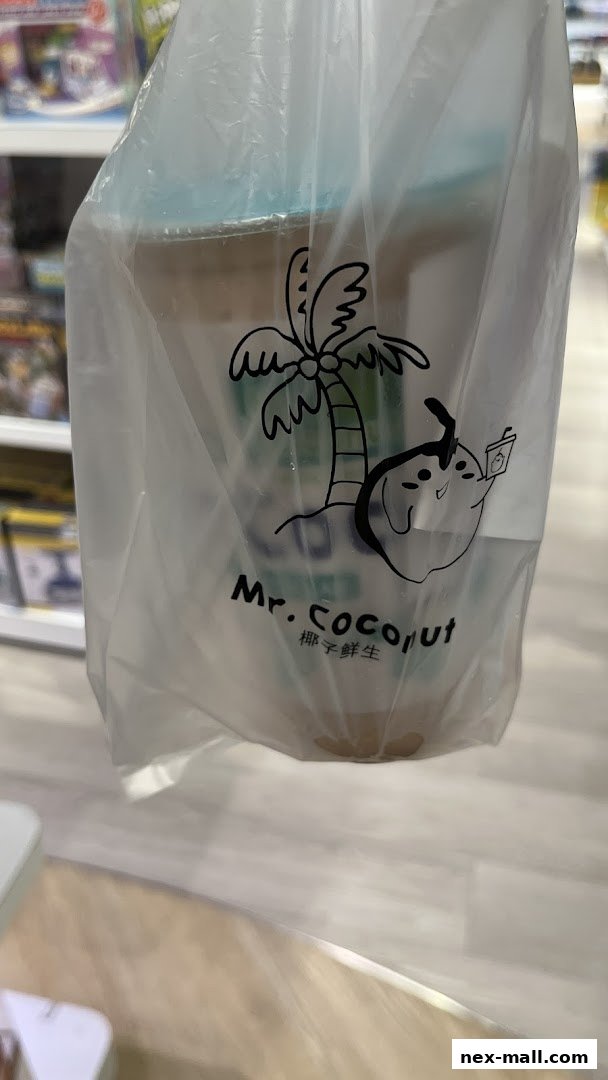 Mr. Coconut
椰子鲜生
nex-mall.com